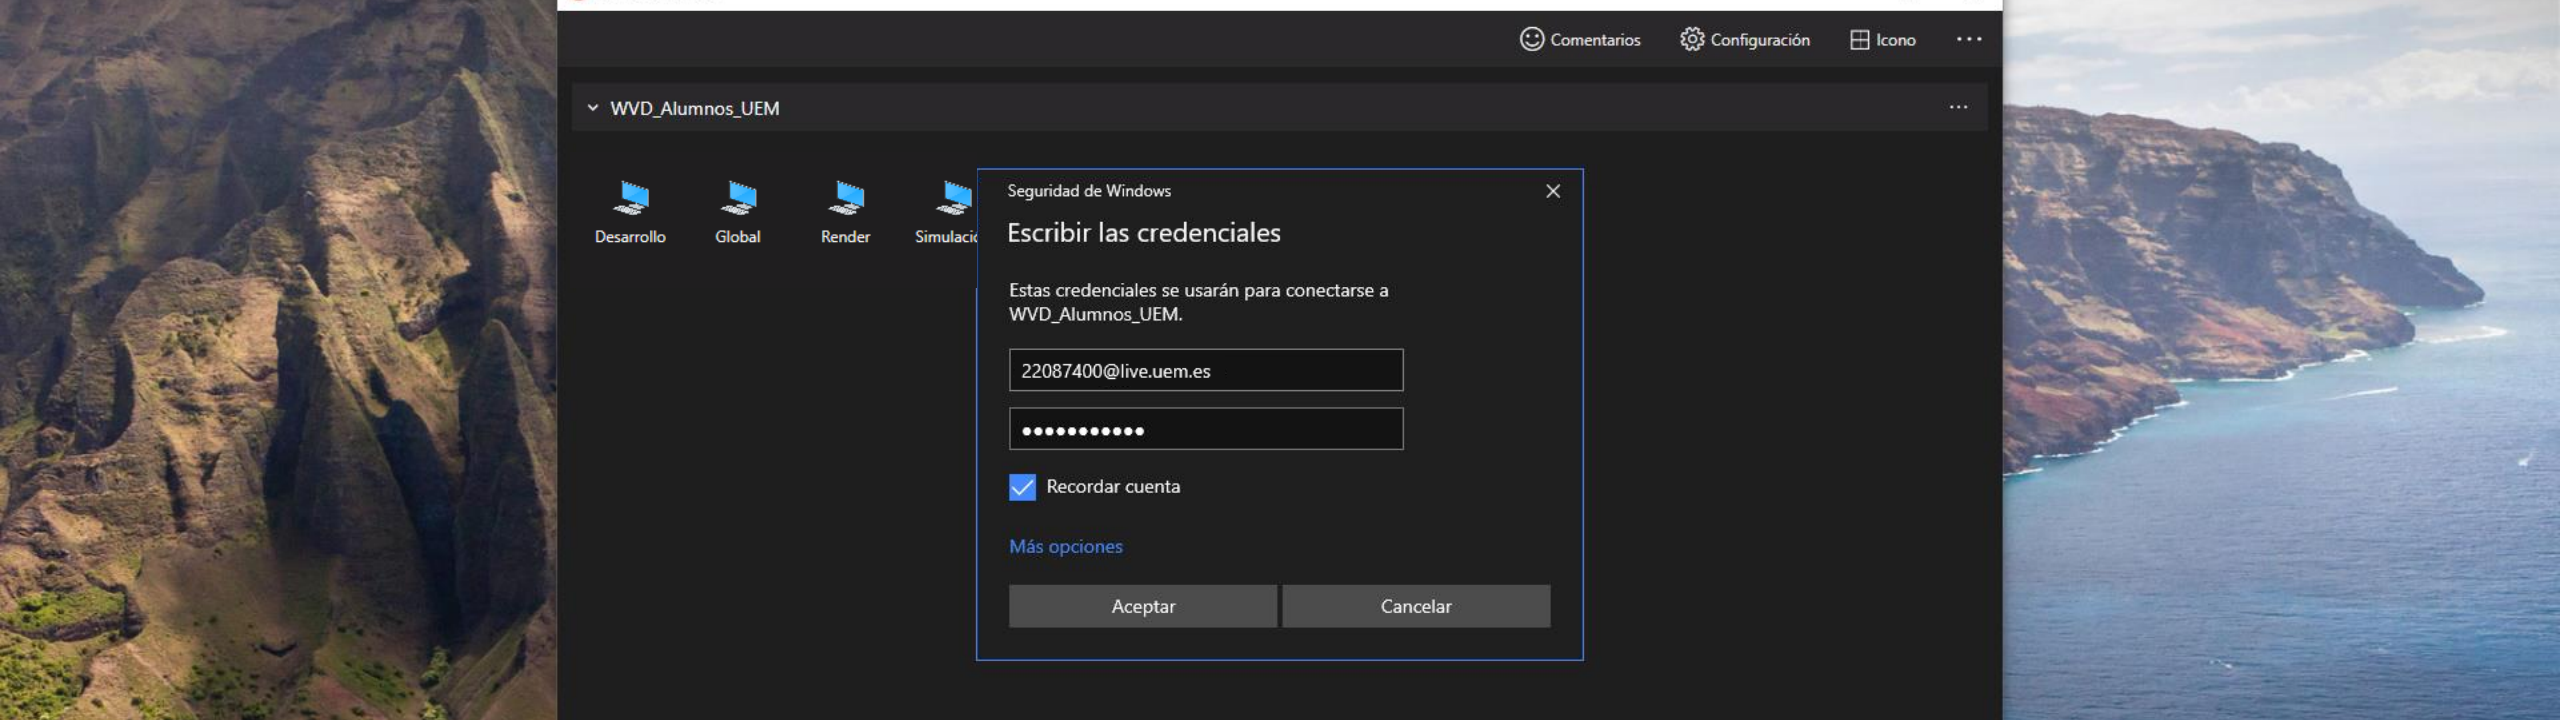 Comentarios
Configuración
Icono
WVD_Alumnos_UEM
Desarrollo
Global
Render
Simulació
Seguridad de Windows
Escribir las credenciales
Estas credenciales se usarán para conectarse a
WVD_Alumnos_UEM.
22087400@live.uem.es
Recordar cuenta
Más opciones
Aceptar
Cancelar